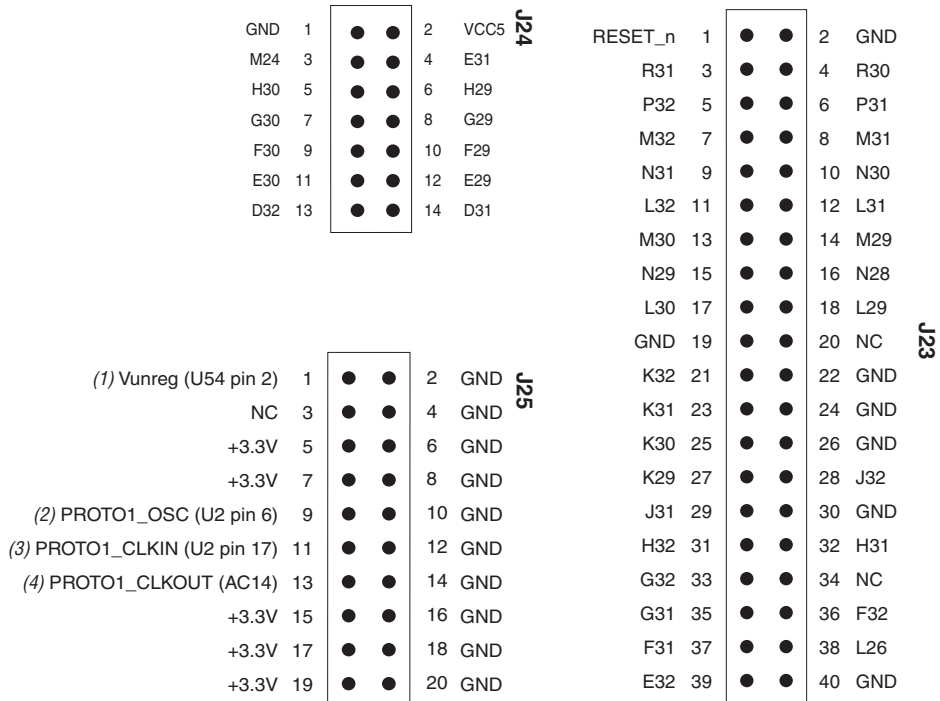 J24
GND 1 2 VCC5
M24 3 4 E31
H30 5 6 H29
G30 7 8 G29
F30 9 10 F29
E30 11 12 E29
D32 13 14 D31
J25
(1) Vunreg (U54 pin 2) 1 2 GND
NC 3 4 GND
+3.3V 5 6 GND
+3.3V 7 8 GND
(2) PROTO1_OSC (U2 pin 6) 9 10 GND
(3) PROTO1_CLKIN (U2 pin 17) 11 12 GND
(4) PROTO1_CLKOUT (AC14) 13 14 GND
+3.3V 15 16 GND
+3.3V 17 18 GND
+3.3V 19 20 GND
J23
RESET_n 1 2 GND
R31 3 4 R30
P32 5 6 P31
M32 7 8 M31
N31 9 10 N30
L32 11 12 L31
M30 13 14 M29
N29 15 16 N28
L30 17 18 L29
GND 19 20 NC
K32 21 22 GND
K31 23 24 GND
K30 25 26 GND
K29 27 28 J32
J31 29 30 GND
H32 31 32 H31
G32 33 34 NC
G31 35 36 F32
F31 37 38 L26
E32 39 40 GND